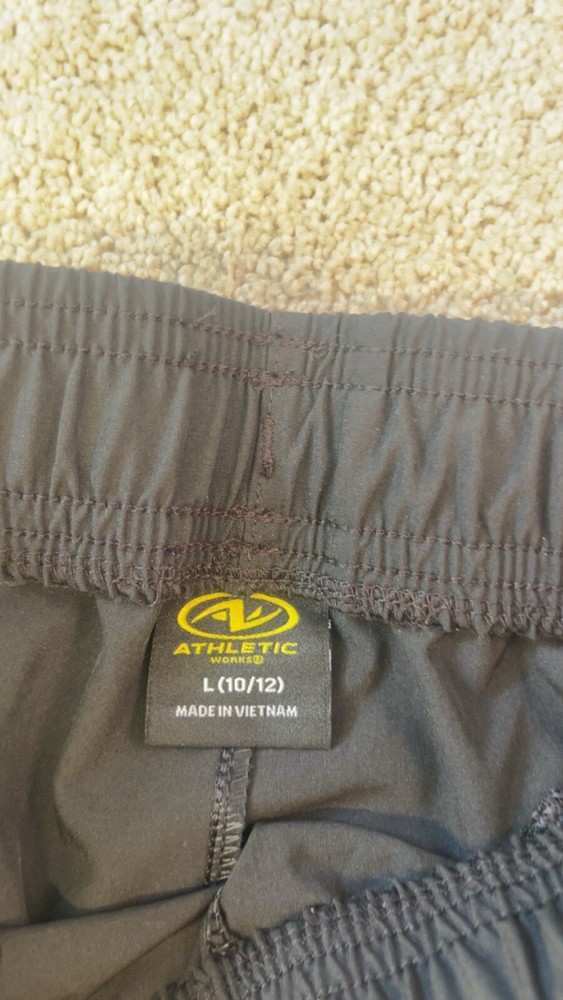 ATHLETIC
WORKS®
L (10/12)
MADE IN VIETNAM